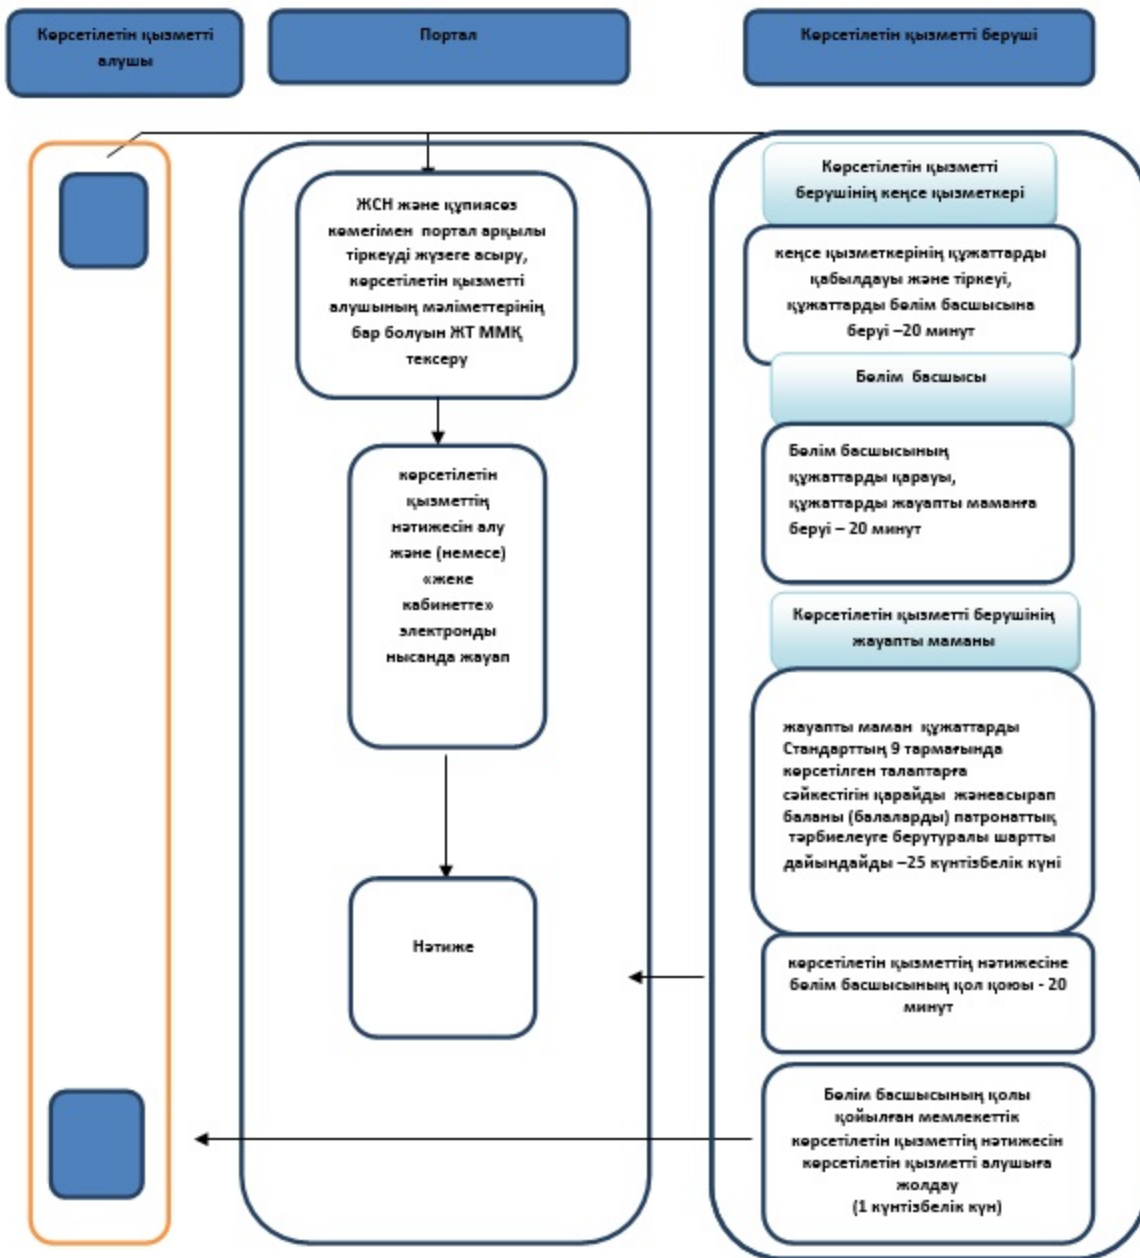 Көрсетілетін қызметті
алушы
Портал
Көрсетілетін қызметті беруші
ЖСН және құпиясөз
көмегімен портал арқылы
тіркеуді жүзеге асыру,
көрсетілетін қызметті
алушының мәліметтерінің
бар болуын ЖТ ММҚ
тексеру
көрсетілетін
қызметтің
нәтижесін алу
және (немесе)
«жеке
кабинетте»
электронды
нысанда жауап
Нәтиже
Көрсетілетін қызметті
берушінің кеңсе қызметкері
кеңсе қызметкерінің құжаттарды
қабылдауы және тіркеуі,
құжаттарды бөлім басшысына
беруі –20 минут
Бөлім басшысы
Бөлім басшысының
құжаттарды қарауы,
құжаттарды жауапты маманға
беруі – 20 минут
Көрсетілетін қызметті берушінің
жауапты маманы
жауапты маман құжаттарды
Стандарттың 9 тармағында
көрсетілген талаптарға
сәйкестігін қарайды жәнеасырап
баланы (балаларды) патронаттық
тәрбиелеуге берутуралы шартты
дайындайды –25 күнтізбелік күні
көрсетілетін қызметтің нәтижесіне
бөлім басшысының қол қоюы - 20
минут
Бөлім басшысының қолы
қойылған мемлекеттік
көрсетілетін қызметтің нәтижесін
көрсетілетін қызметті алушыға
жолдау
(1 күнтізбелік күн)